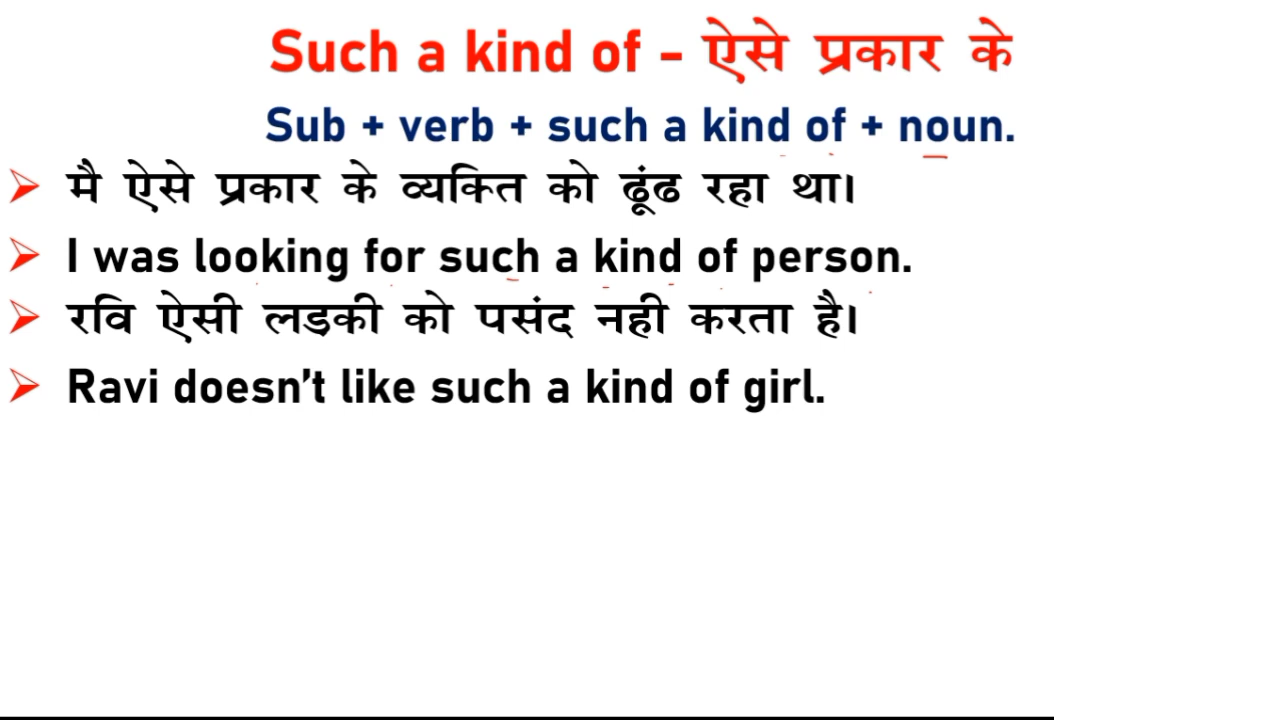 Such a kind of - ऐसे प्रकार के
Sub + verb + such a kind of + noun.
मै ऐसे प्रकार के व्यक्ति को ढूंढ रहा था।
I was looking for such a kind of person.
रवि ऐसी लडकी को पसंद नही करता है।
Ravi doesn't like such a kind of girl.